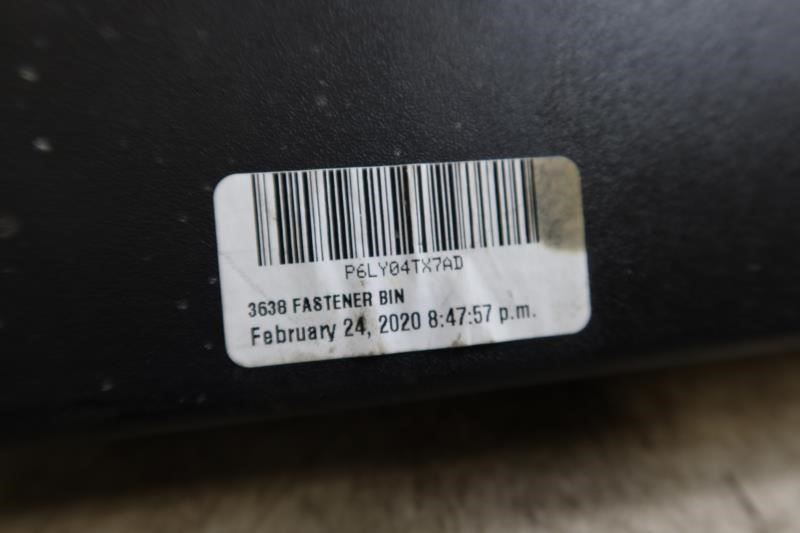 P6LY04TX7AD
3638 FASTENER BIN
February 24, 2020 8:47:57 p.m.